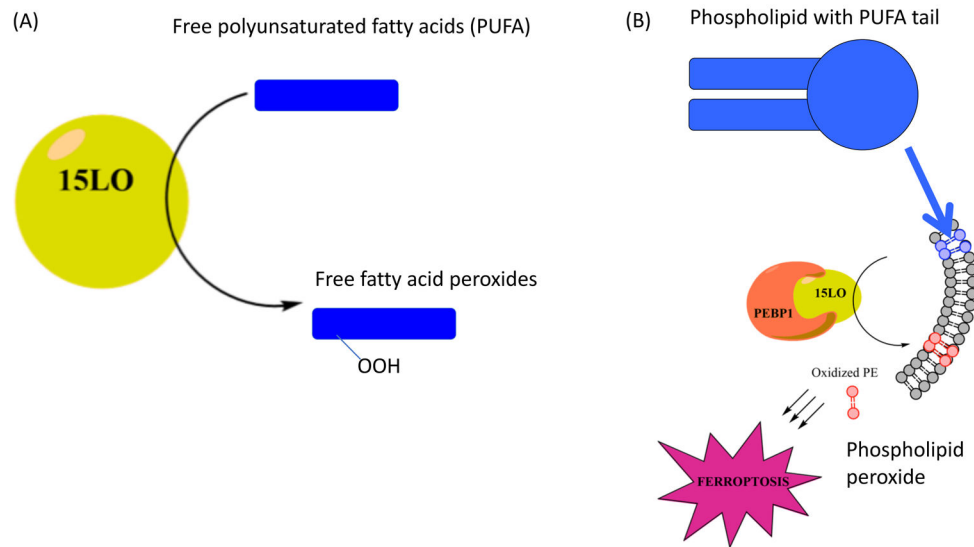 (A)
Free polyunsaturated fatty acids (PUFA)
15LO
Free fatty acid peroxides
OOH
(B)
Phospholipid with PUFA tail
PEBP1
15LO
Oxidized PE
FERROPTOSIS
Phospholipid
peroxide